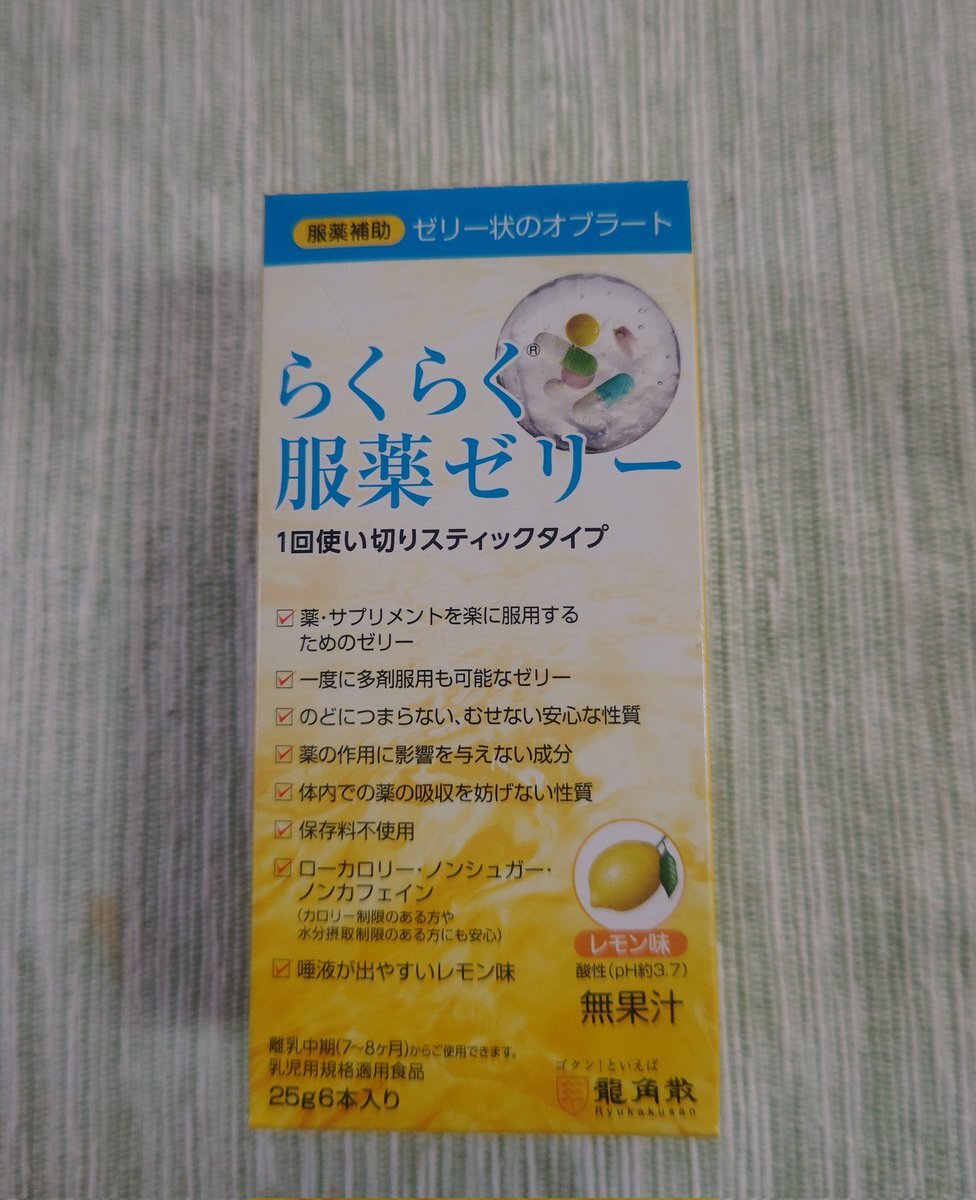 服薬補助 ゼリー状のオブラート
らくらく®
服薬ゼリー
1回使い切りスティックタイプ
薬・サプリメントを楽に服用する
ためのゼリー
一度に多剤服用も可能なゼリー
のどにつまらない、むせない安心な性質
薬の作用に影響を与えない成分
体内での薬の吸収を妨げない性質
保存料不使用
ローカロリー・ノンシュガー・
ノンカフェイン
(カロリー制限のある方や
水分摂取制限のある方にも安心)
唾液が出やすいレモン味
レモン味
酸性(pH約3.7)
無果汁
離乳中期(7〜8ヶ月)からご使用できます。
乳児用規格適用食品
25g6本入り
ゴクン!といえば
龍角散
Ryukakusan